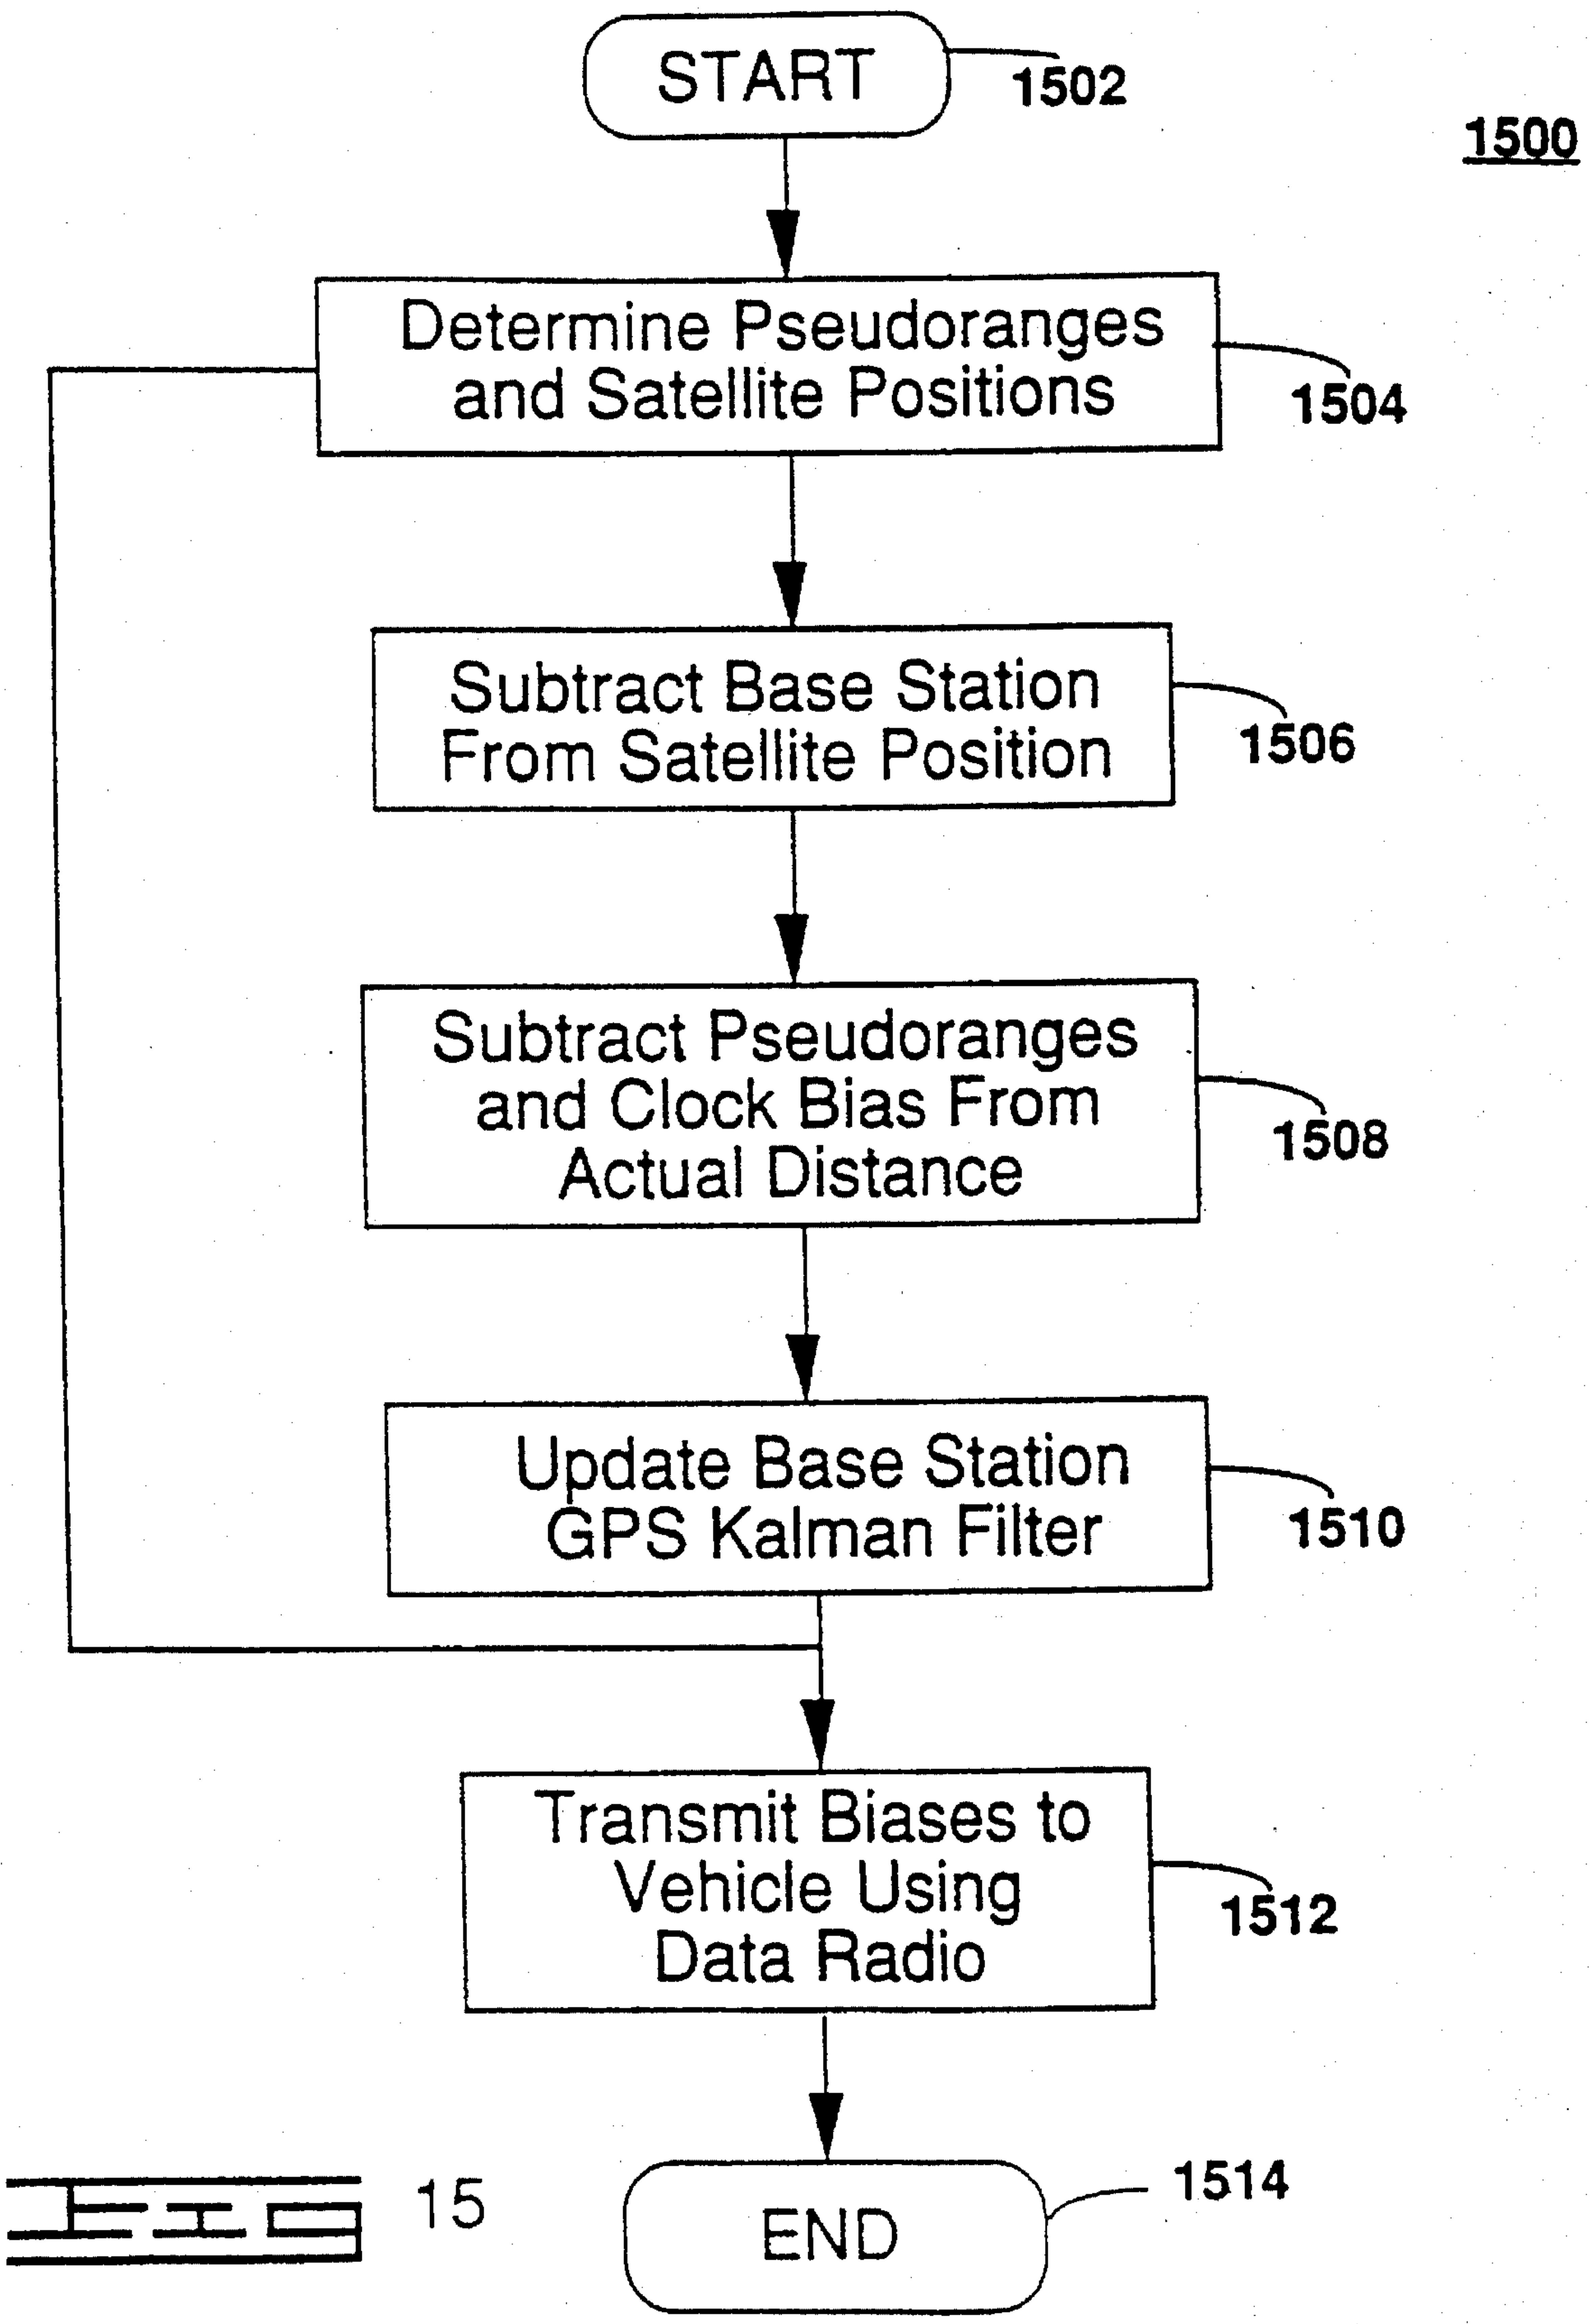 START
1502
1500
Determine Pseudoranges
and Satellite Positions
1504
Subtract Base Station
From Satellite Position
1506
Subtract Pseudoranges
and Clock Bias From
Actual Distance
1508
Update Base Station
GPS Kalman Filter
1510
Transmit Biases to
Vehicle Using
Data Radio
1512
END
1514
FIG 15